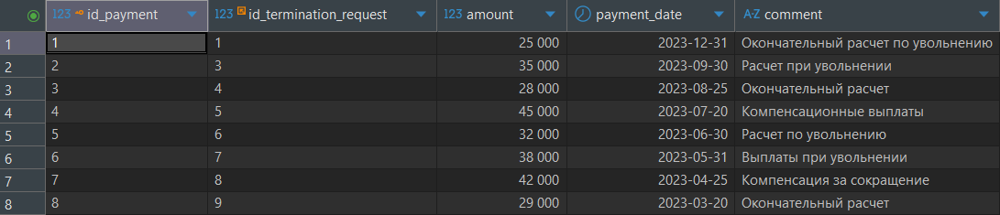 123 id_payment 123 id_termination_request 123 amount payment_date A-Z comment
1 1 1 25 000 2023-12-31 Окончательный расчет по увольнению
2 2 3 35 000 2023-09-30 Расчет при увольнении
3 3 4 28 000 2023-08-25 Окончательный расчет
4 4 5 45 000 2023-07-20 Компенсационные выплаты
5 5 6 32 000 2023-06-30 Расчет по увольнению
6 6 7 38 000 2023-05-31 Выплаты при увольнении
7 7 8 42 000 2023-04-25 Компенсация за сокращение
8 8 9 29 000 2023-03-20 Окончательный расчет